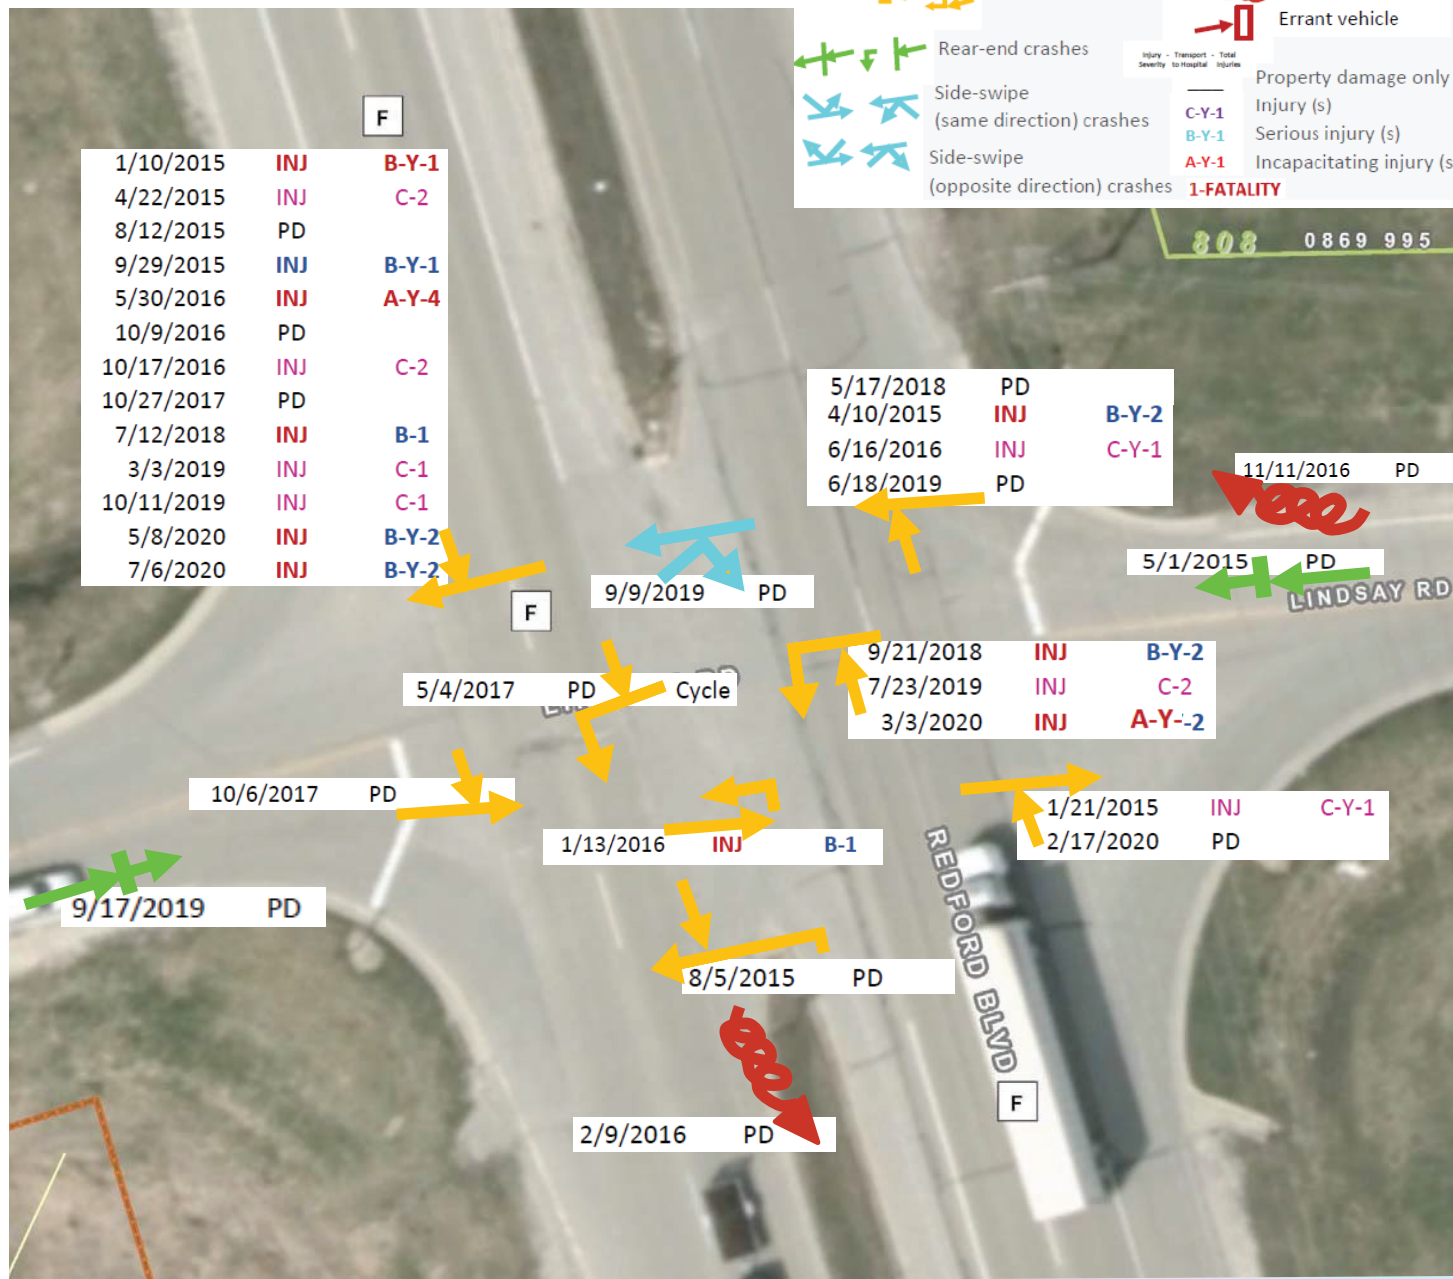 Errant vehicle
Rear-end crashes
Injury - Transport - Total
Severity to Hospital Injuries
Side-swipe
(same direction) crashes
Property damage only
C-Y-1 Injury (s)
B-Y-1 Serious injury (s)
Side-swipe
(opposite direction) crashes
A-Y-1 Incapacitating injury (s
1-FATALITY
808 0869 995
F
1/10/2015 INJ B-Y-1
4/22/2015 INJ C-2
8/12/2015 PD
9/29/2015 INJ B-Y-1
5/30/2016 INJ A-Y-4
10/9/2016 PD
10/17/2016 INJ C-2
10/27/2017 PD
7/12/2018 INJ B-1
3/3/2019 INJ C-1
10/11/2019 INJ C-1
5/8/2020 INJ B-Y-2
7/6/2020 INJ B-Y-2
5/17/2018 PD
4/10/2015 INJ B-Y-2
6/16/2016 INJ C-Y-1
6/18/2019 PD
11/11/2016 PD
5/1/2015 PD
LINDSAY RD
9/9/2019 PD
F
5/4/2017 PD Cycle
9/21/2018 INJ B-Y-2
7/23/2019 INJ C-2
3/3/2020 INJ A-Y--2
10/6/2017 PD
1/13/2016 INJ B-1
1/21/2015 INJ C-Y-1
2/17/2020 PD
REDFORD BLVD
9/17/2019 PD
8/5/2015 PD
F
2/9/2016 PD